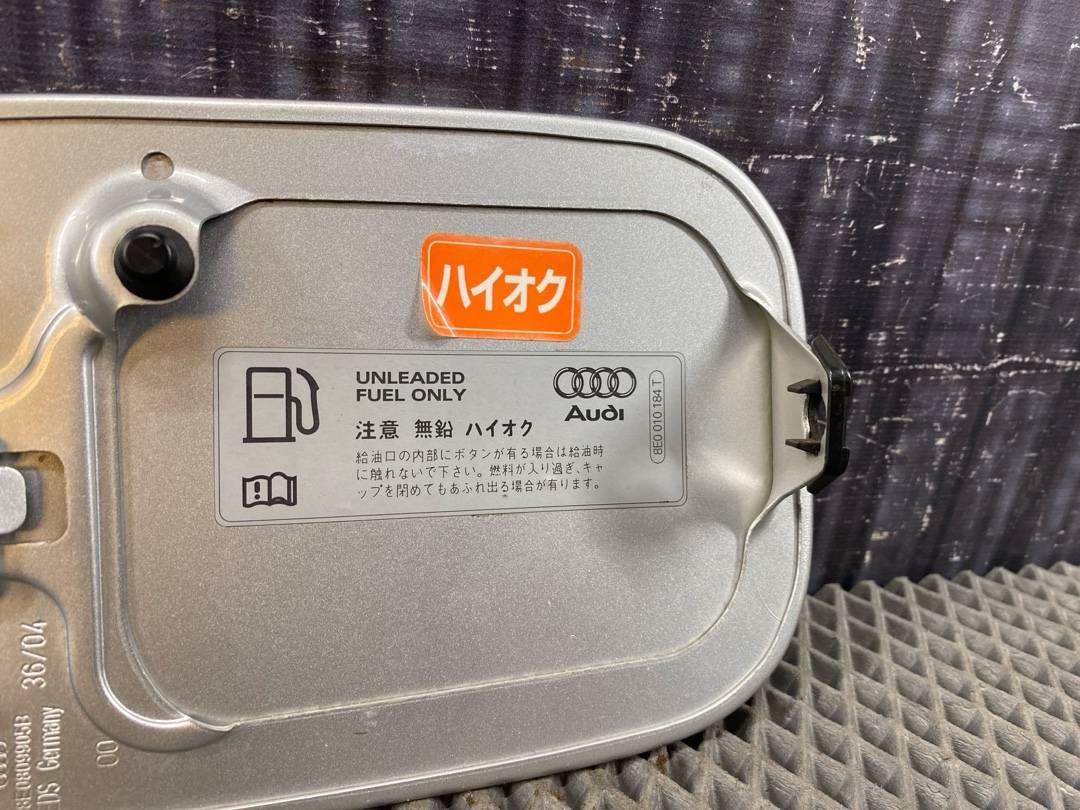 ハイオク
UNLEADED
FUEL ONLY
Audi
注意 無鉛 ハイオク
給油口の内部にボタンが有る場合は給油時
に触れないで下さい。燃料が入り過ぎ、キャ
ップを閉めてもあふれ出る場合が有ります。
8E0 010 184 T
36/04
8E0809905B
Germany
00